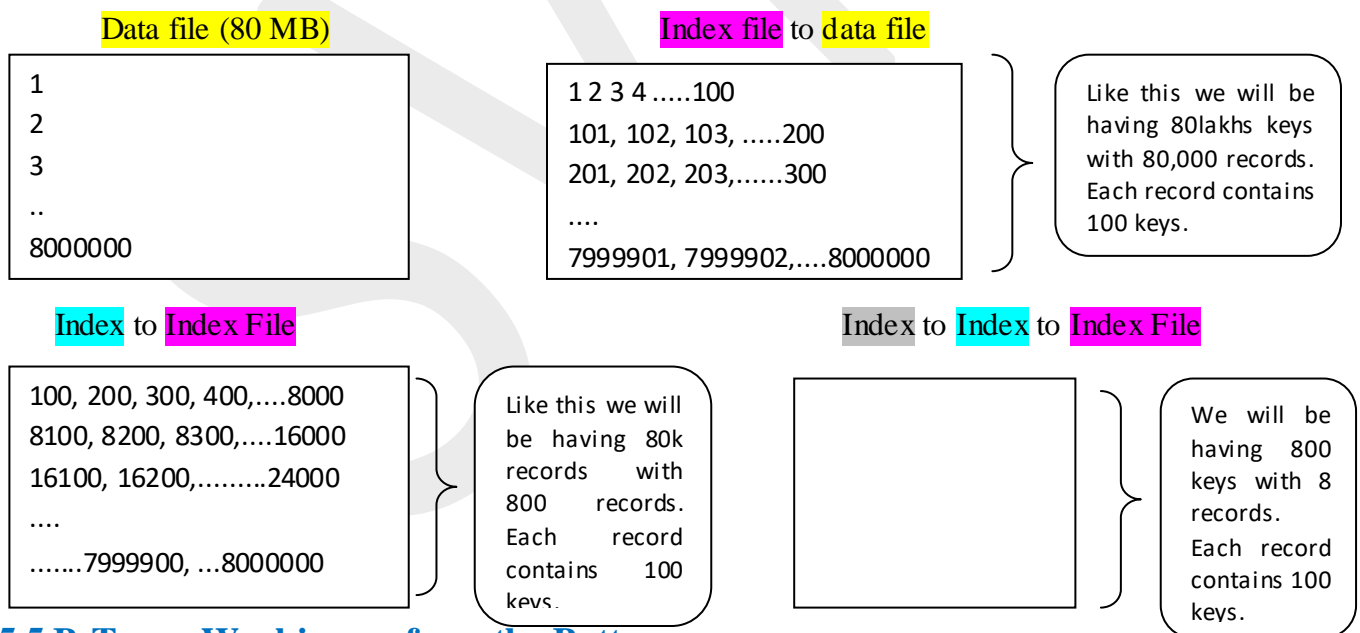 Data file (80 MB)
1
2
3
..
8000000
Index file to data file
1 2 3 4 .....100
101, 102, 103, .....200
201, 202, 203,......300
....
7999901, 7999902,....8000000
Like this we will be
having 80lakhs keys
with 80,000 records.
Each record contains
100 keys.
Index to Index File
100, 200, 300, 400,....8000
8100, 8200, 8300,....16000
16100, 16200,.........24000
....
.......7999900, ...8000000
Like this we will
be having 80k
records with
800 records.
Each record
contains 100
keys.
Index to Index to Index File
We will be
having 800
keys with 8
records.
Each record
contains 100
keys.